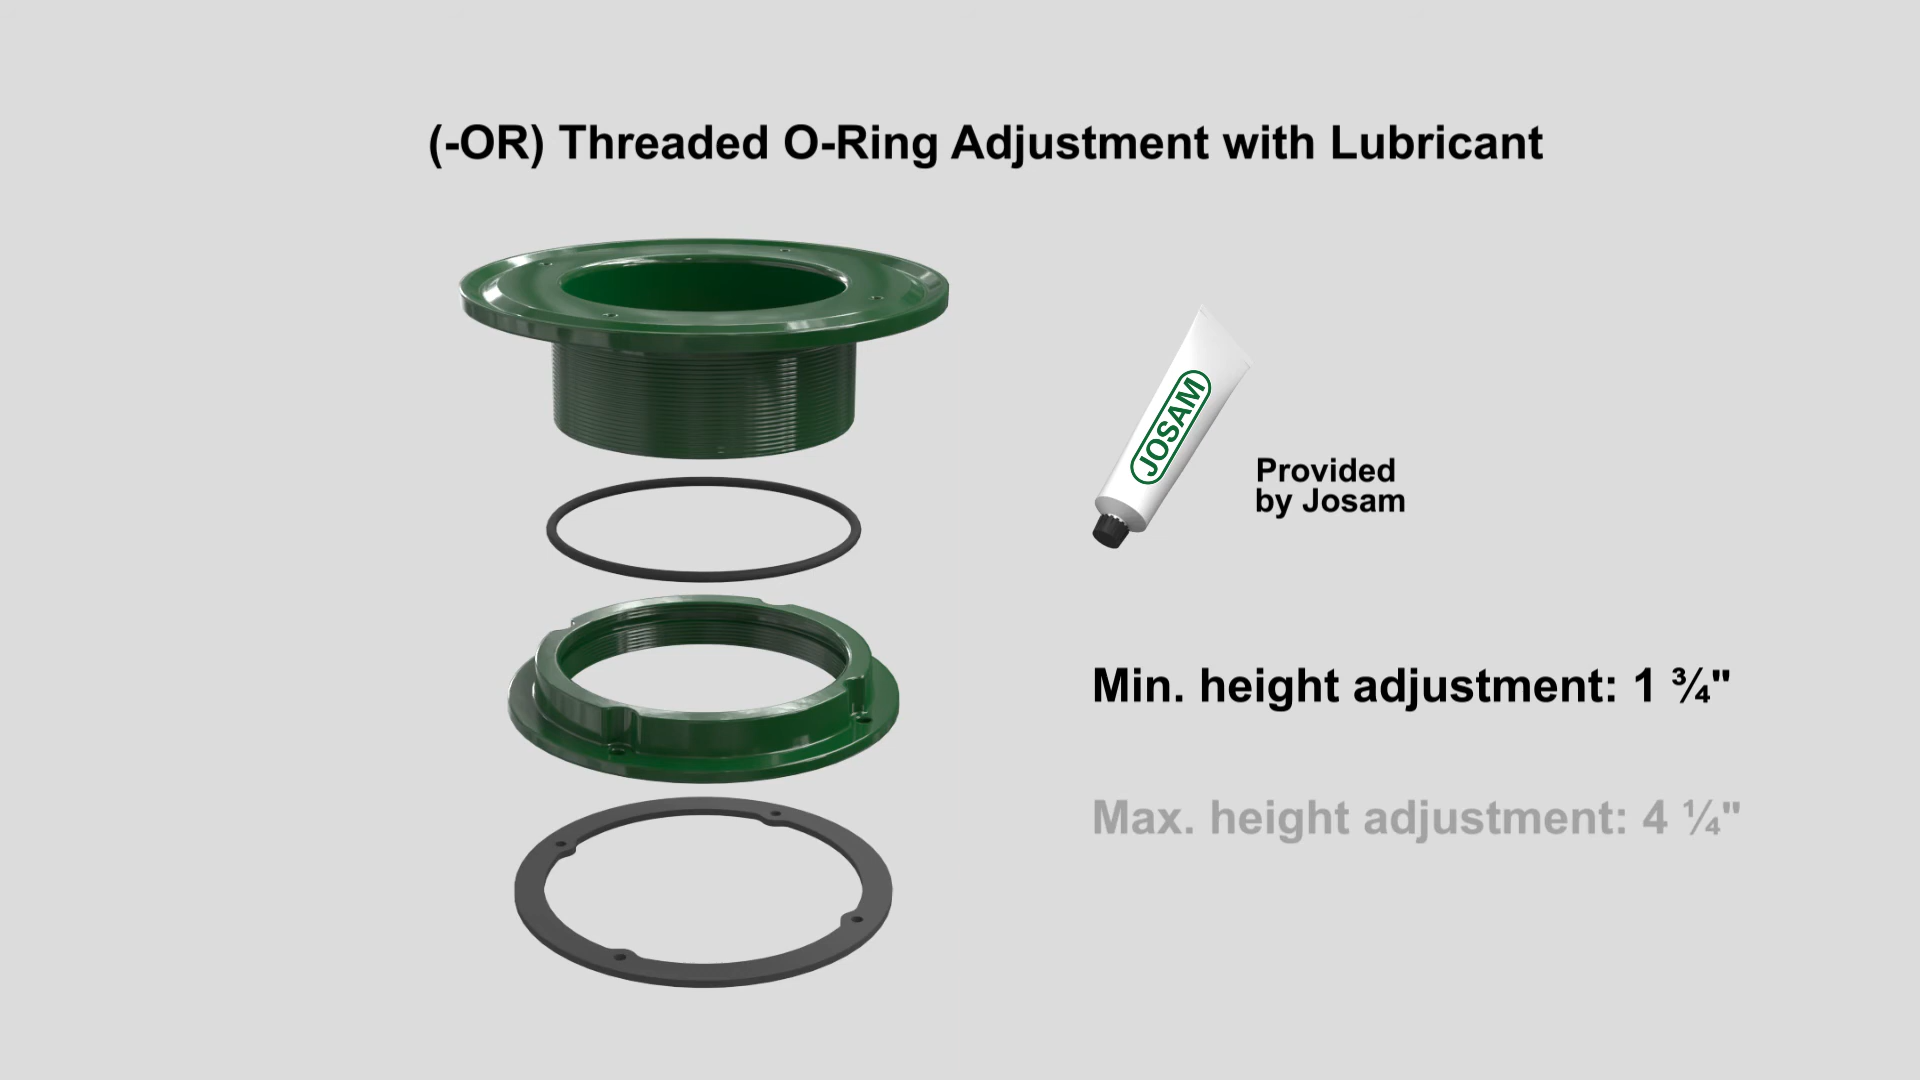 (-OR) Threaded O-Ring Adjustment with Lubricant
JOSAM
Provided
by Josam
Min. height adjustment: 1 ¾"
Max. height adjustment: 4 ¼"